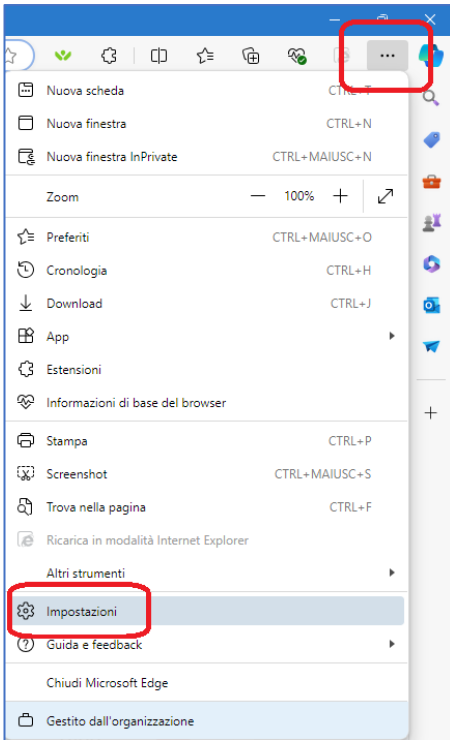 Nuova scheda CTRL+T
Nuova finestra CTRL+N
Nuova finestra InPrivate CTRL+MAIUSC+N
Zoom — 100% +
Preferiti CTRL+MAIUSC+O
Cronologia CTRL+H
Download CTRL+J
App
Estensioni
Informazioni di base del browser
Stampa CTRL+P
Screenshot CTRL+MAIUSC+S
Trova nella pagina CTRL+F
Ricarica in modalità Internet Explorer
Altri strumenti
Impostazioni
Guida e feedback
Chiudi Microsoft Edge
Gestito dall'organizzazione